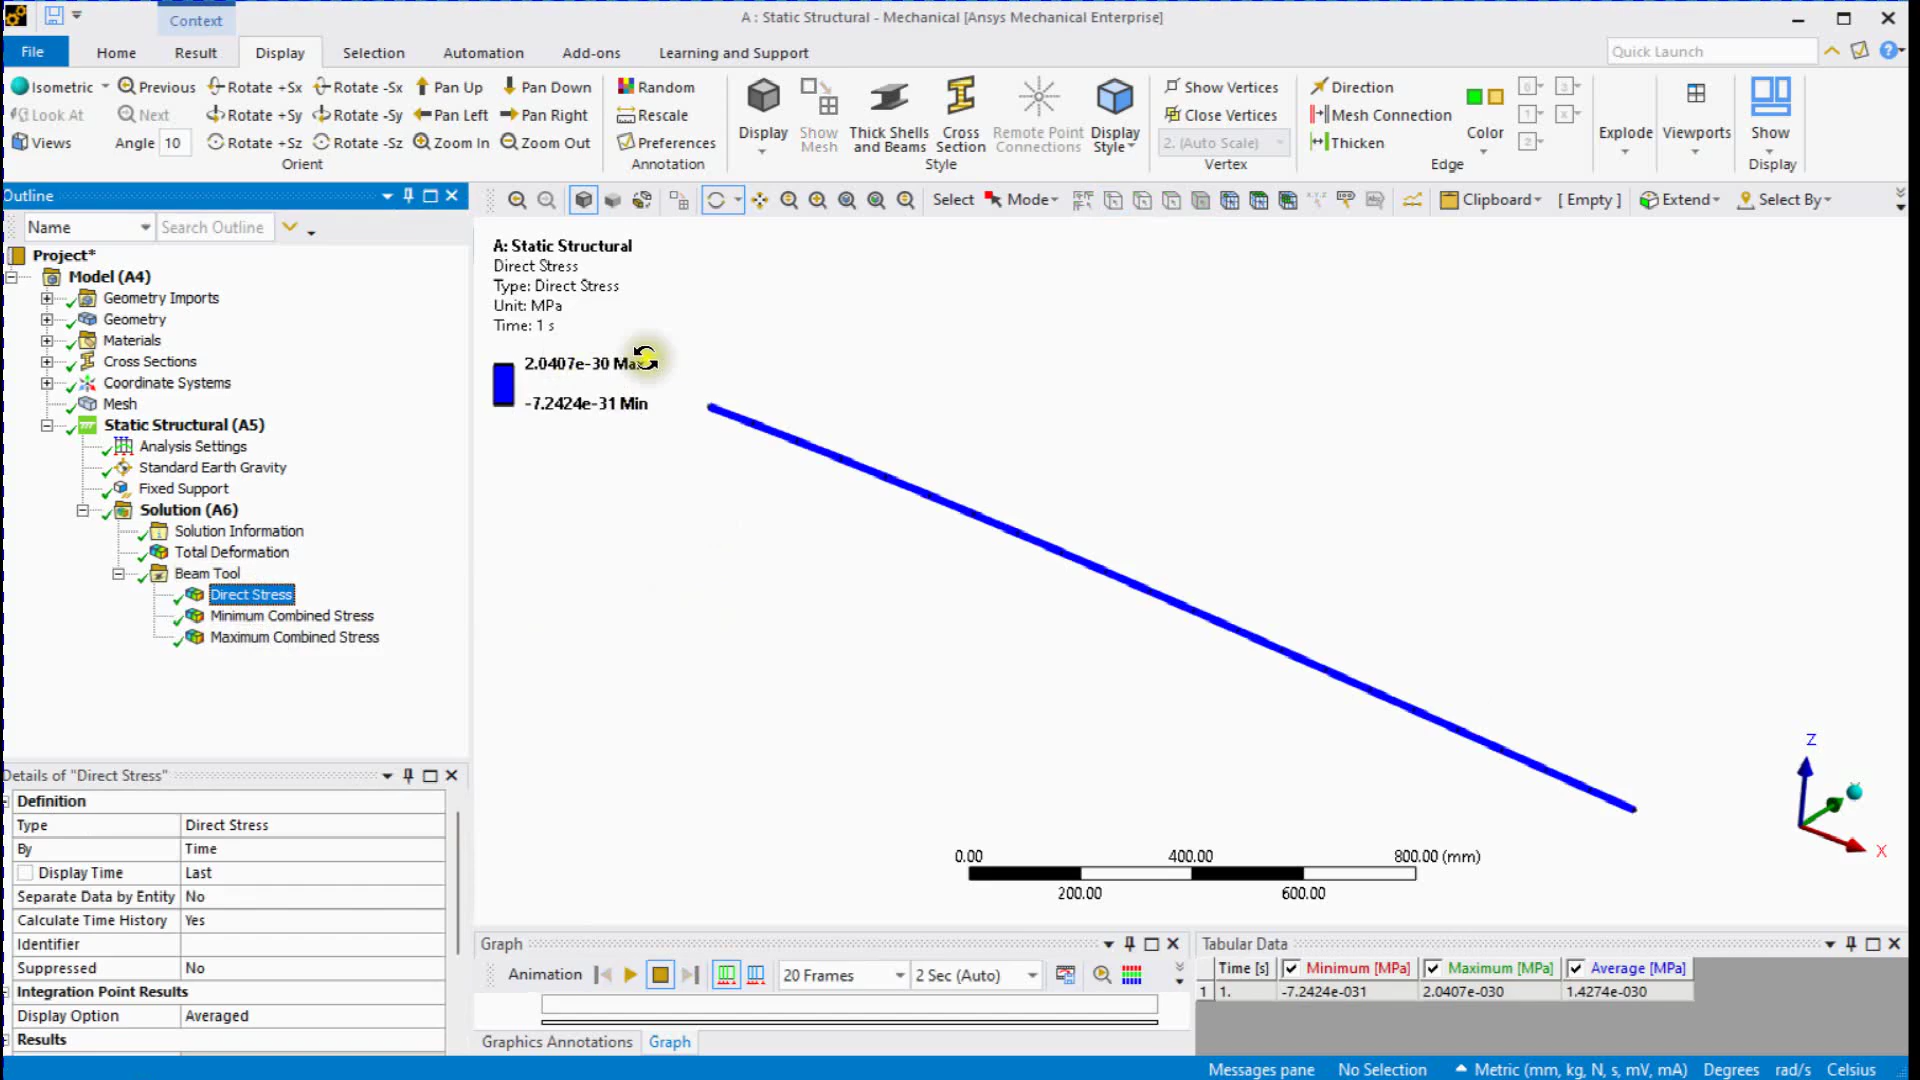 Context
A : Static Structural - Mechanical [Ansys Mechanical Enterprise]
File
Home
Result
Display
Selection
Automation
Add-ons
Learning and Support
Quick Launch
Isometric
Previous
Rotate +Sx
Rotate -Sx
Pan Up
Pan Down
Look At
Next
Rotate +Sy
Rotate -Sy
Pan Left
Pan Right
Views
Angle 10
Rotate +Sz
Rotate -Sz
Zoom In
Zoom Out
Orient
Random
Rescale
Preferences
Annotation
Display
Show Mesh
Thick Shells and Beams
Cross Section
Remote Point Connections
Display Style
Style
Show Vertices
Close Vertices
2. (Auto Scale)
Vertex
Direction
Mesh Connection
Thicken
Color
Edge
Explode
Viewports
Show
Display
Outline
Select
Mode
Clipboard
[ Empty ]
Extend
Select By
Name
Search Outline
Project*
Model (A4)
Geometry Imports
Geometry
Materials
Cross Sections
Coordinate Systems
Mesh
Static Structural (A5)
Analysis Settings
Standard Earth Gravity
Fixed Support
Solution (A6)
Solution Information
Total Deformation
Beam Tool
Direct Stress
Minimum Combined Stress
Maximum Combined Stress
A: Static Structural
Direct Stress
Type: Direct Stress
Unit: MPa
Time: 1 s
2.0407e-30 Max
-7.2424e-31 Min
Z
X
0.00 400.00 800.00 (mm)
200.00 600.00
Details of "Direct Stress"
Definition
Type Direct Stress
By Time
Display Time Last
Separate Data by Entity No
Calculate Time History Yes
Identifier
Suppressed No
Integration Point Results
Display Option Averaged
Results
Graph
Animation
20 Frames
2 Sec (Auto)
Graphics Annotations
Graph
Tabular Data
Time [s] Minimum [MPa] Maximum [MPa] Average [MPa]
1 1. -7.2424e-031 2.0407e-030 1.4274e-030
Messages pane
No Selection
Metric (mm, kg, N, s, mV, mA)
Degrees
rad/s
Celsius